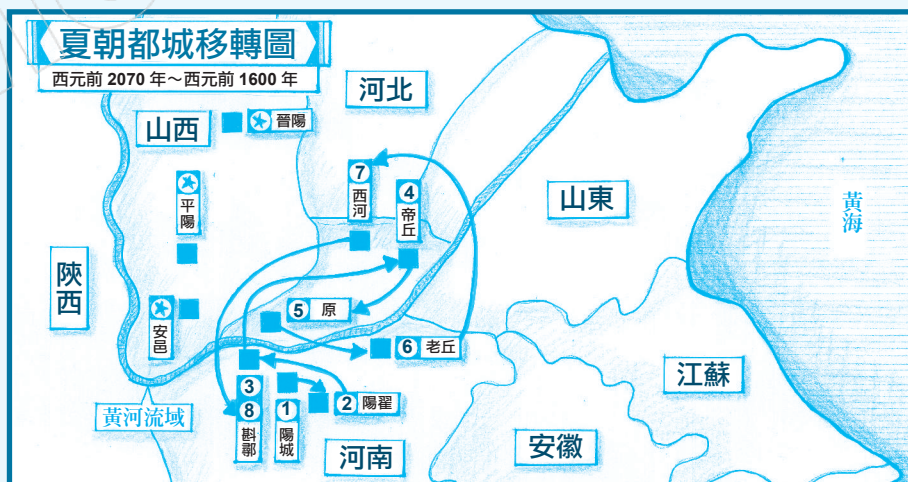 夏朝都城移轉圖
西元前 2070 年～西元前 1600 年
河北
山西
晉陽
7
西河
4
帝丘
平陽
山東
黃海
陝西
安邑
5 原
6 老丘
3
8
斟鄩
1
陽城
2 陽翟
江蘇
黃河流域
河南
安徽